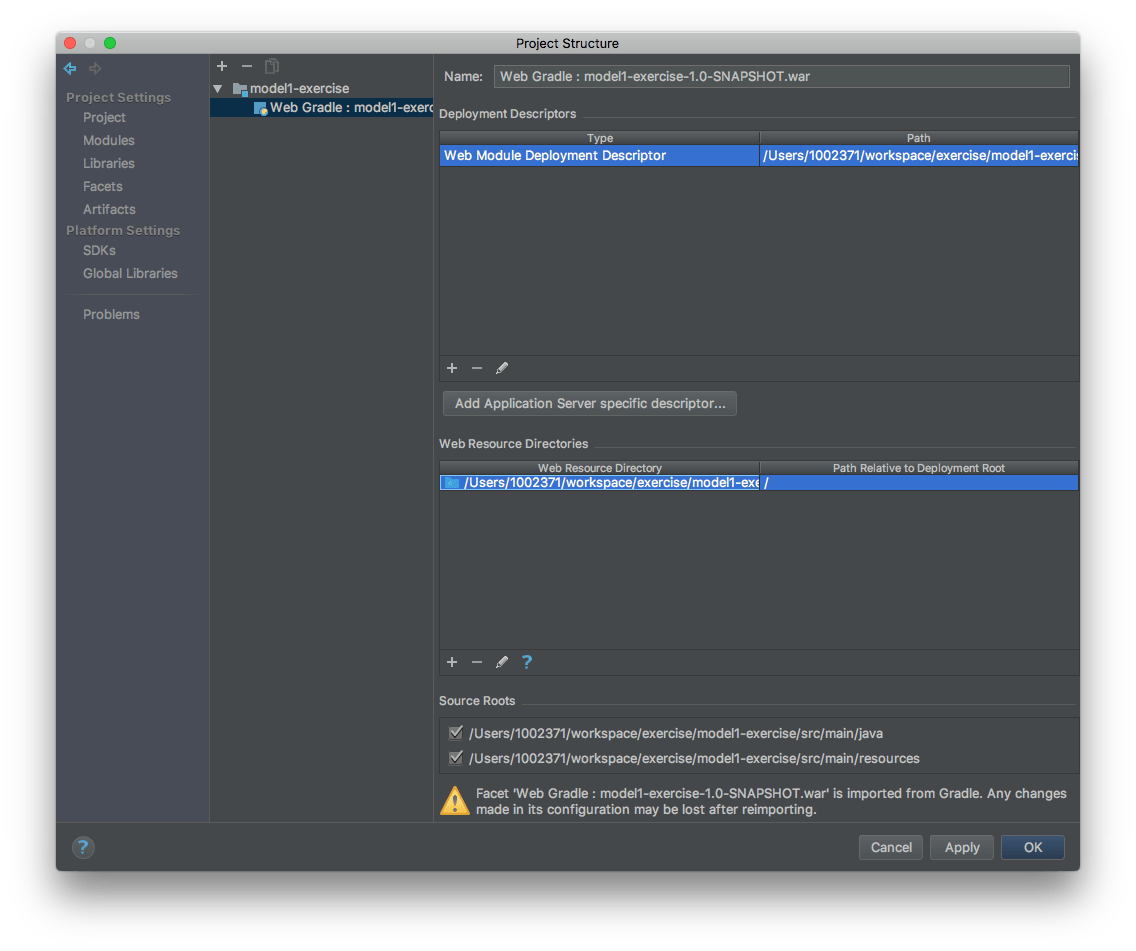 Project Structure
Project Settings
Project
Modules
Libraries
Facets
Artifacts
Platform Settings
SDKs
Global Libraries
Problems
model1-exercise
Web Gradle : model1-exerc
Name: Web Gradle : model1-exercise-1.0-SNAPSHOT.war
Deployment Descriptors
Type Path
Web Module Deployment Descriptor /Users/1002371/workspace/exercise/model1-exercis
Add Application Server specific descriptor...
Web Resource Directories
Web Resource Directory Path Relative to Deployment Root
/Users/1002371/workspace/exercise/model1-exe /
?
Source Roots
/Users/1002371/workspace/exercise/model1-exercise/src/main/java
/Users/1002371/workspace/exercise/model1-exercise/src/main/resources
Facet 'Web Gradle : model1-exercise-1.0-SNAPSHOT.war' is imported from Gradle. Any changes
made in its configuration may be lost after reimporting.
? Cancel Apply OK